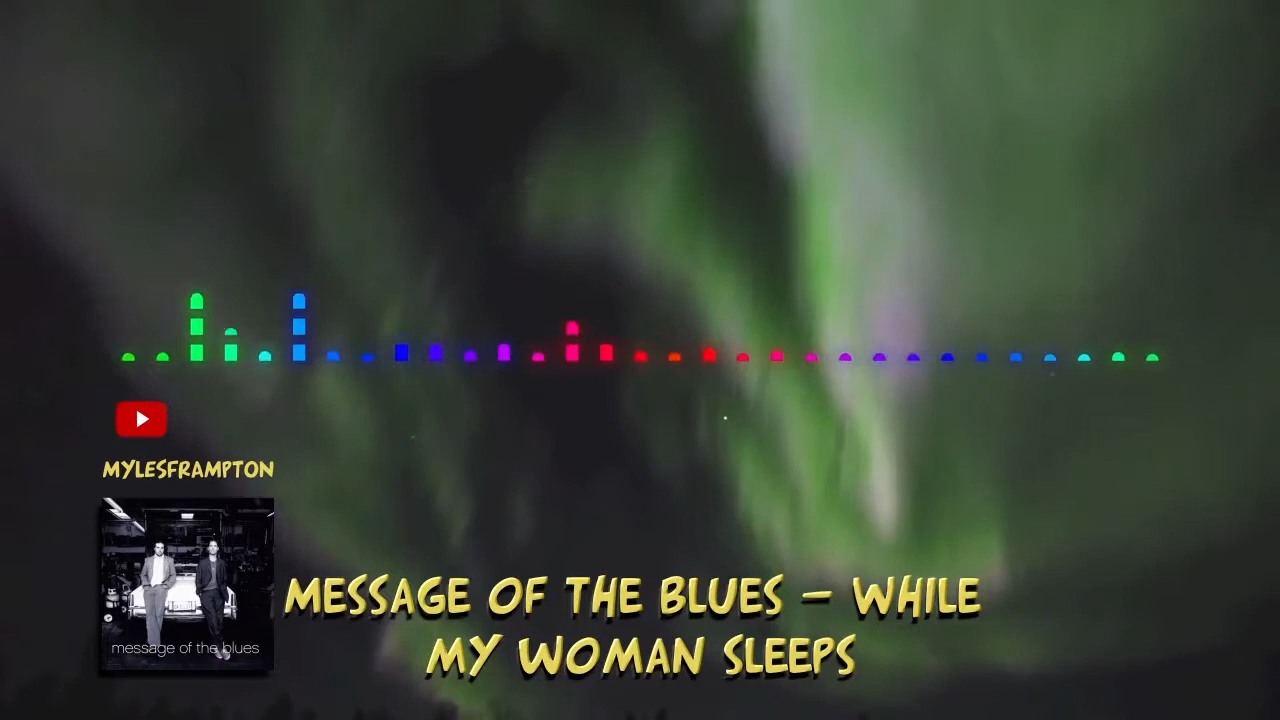 MYLESFRAMPTON
message of the blues
MESSAGE OF THE BLUES – WHILE
MY WOMAN SLEEPS